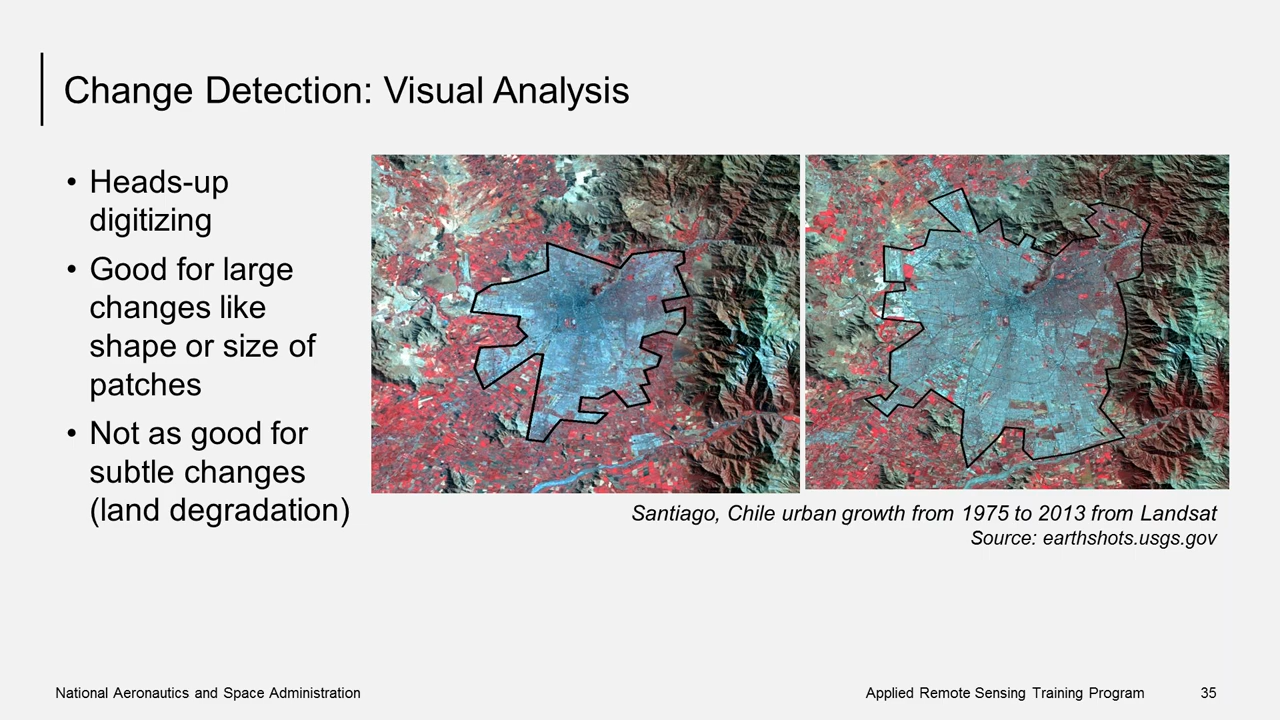 Change Detection: Visual Analysis
• Heads-up
digitizing
• Good for large
changes like
shape or size of
patches
• Not as good for
subtle changes
(land degradation)
Santiago, Chile urban growth from 1975 to 2013 from Landsat
Source: earthshots.usgs.gov
National Aeronautics and Space Administration
Applied Remote Sensing Training Program
35